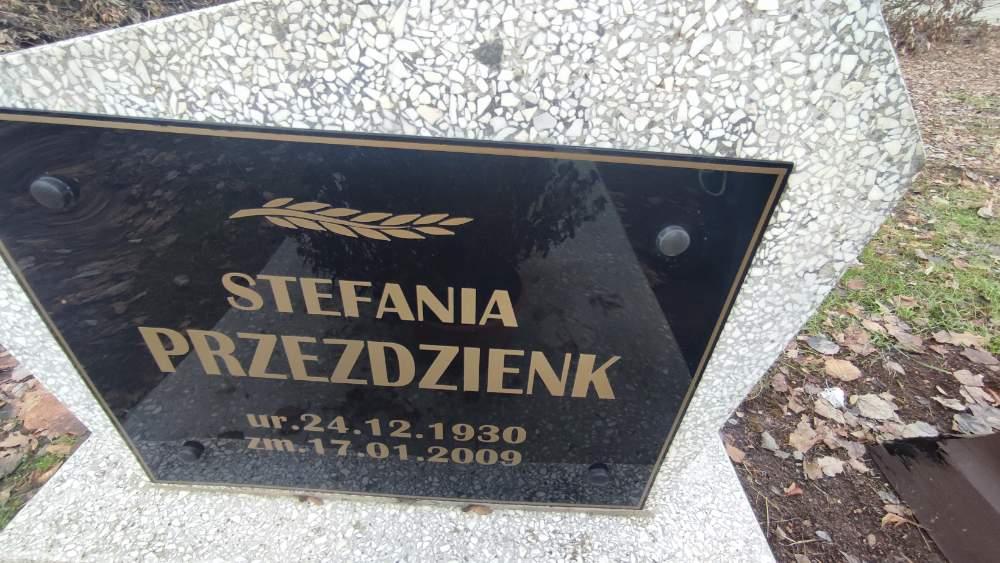 STEFANIA
PRZEZDZIENK
ur.24.12.1930
zm.17.01.2009